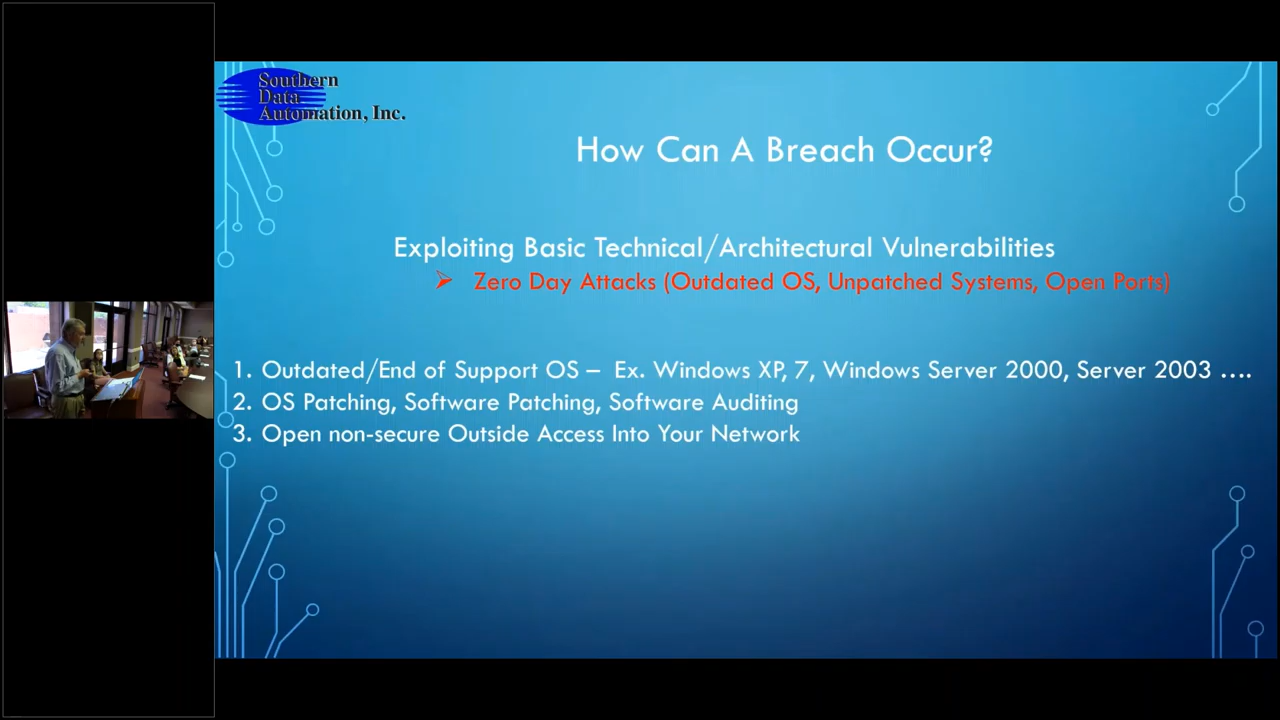 Southern
Data
Automation, Inc.
How Can A Breach Occur?
Exploiting Basic Technical/Architectural Vulnerabilities
➢ Zero Day Attacks (Outdated OS, Unpatched Systems, Open Ports)
1. Outdated/End of Support OS – Ex. Windows XP, 7, Windows Server 2000, Server 2003 ....
2. OS Patching, Software Patching, Software Auditing
3. Open non-secure Outside Access Into Your Network